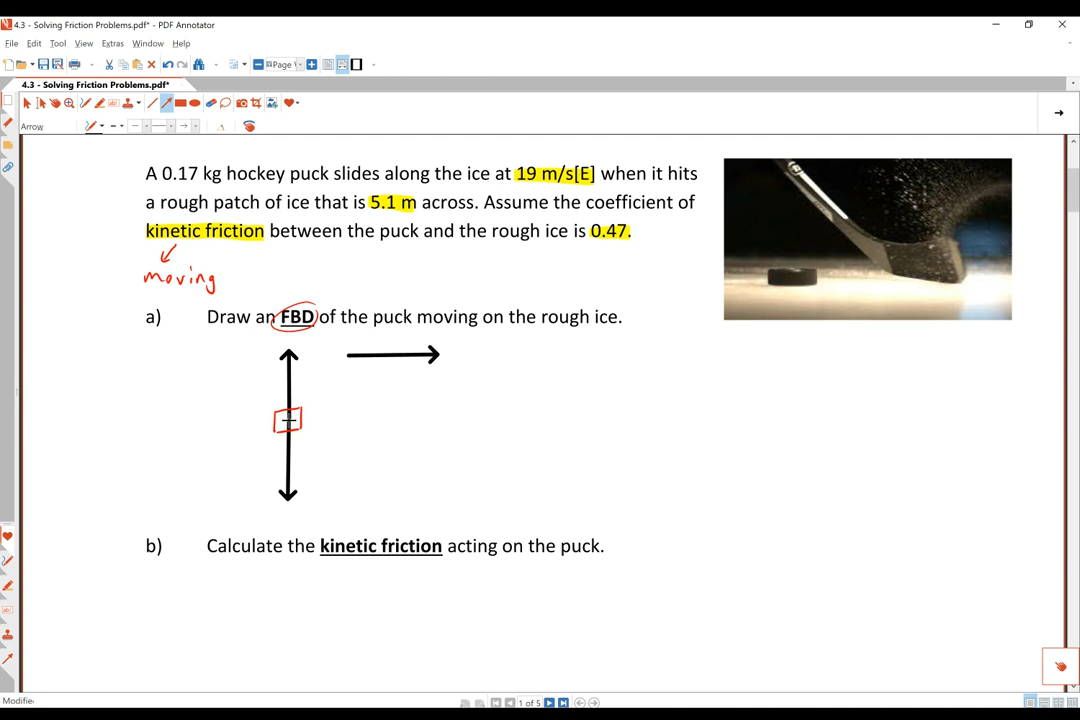 4.3 - Solving Friction Problems.pdf* - PDF Annotator
File Edit Tool View Extras Window Help
Page
4.3 - Solving Friction Problems.pdf*
Arrow
A 0.17 kg hockey puck slides along the ice at 19 m/s[E] when it hits
a rough patch of ice that is 5.1 m across. Assume the coefficient of
kinetic friction between the puck and the rough ice is 0.47.
moving
a) Draw an FBD of the puck moving on the rough ice.
b) Calculate the kinetic friction acting on the puck.
Modifie
1 of 5